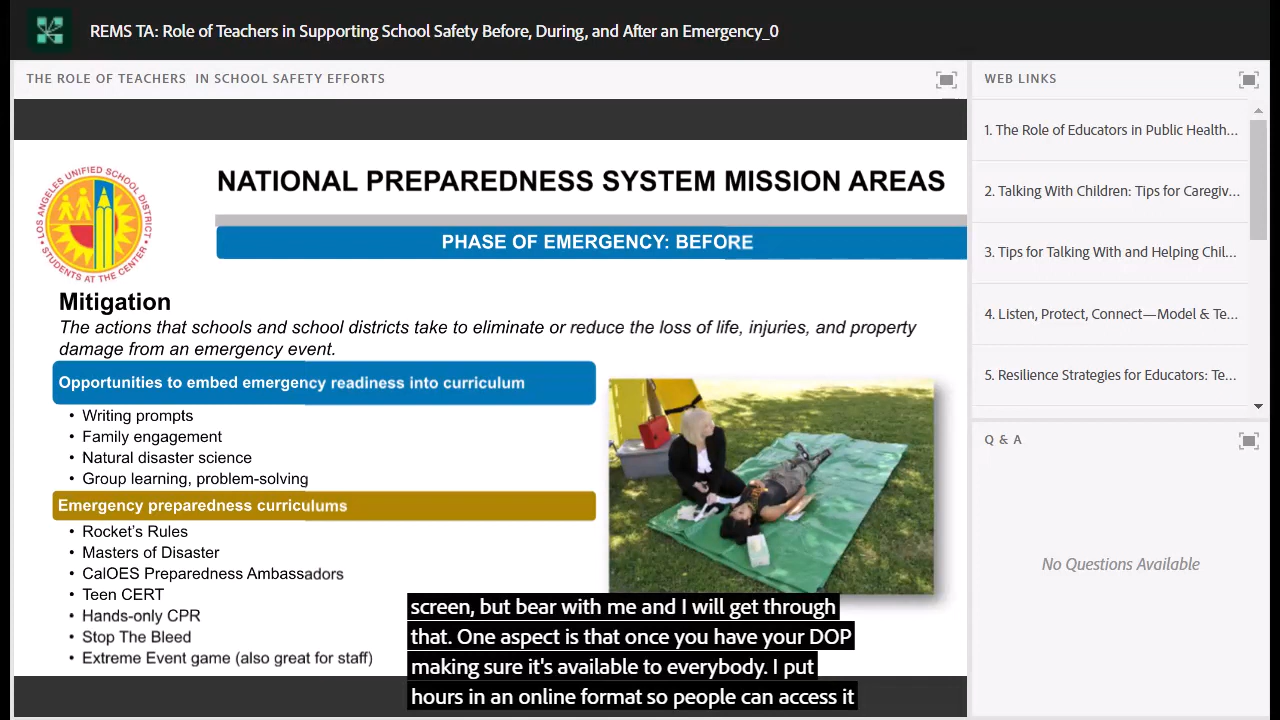 REMS TA: Role of Teachers in Supporting School Safety Before, During, and After an Emergency_0
THE ROLE OF TEACHERS IN SCHOOL SAFETY EFFORTS
LOS ANGELES UNIFIED SCHOOL DISTRICT
STUDENTS AT THE CENTER
NATIONAL PREPAREDNESS SYSTEM MISSION AREAS
PHASE OF EMERGENCY: BEFORE
Mitigation
The actions that schools and school districts take to eliminate or reduce the loss of life, injuries, and property
damage from an emergency event.
Opportunities to embed emergency readiness into curriculum
• Writing prompts
• Family engagement
• Natural disaster science
• Group learning, problem-solving
Emergency preparedness curriculums
• Rocket's Rules
• Masters of Disaster
• CalOES Preparedness Ambassadors
• Teen CERT
• Hands-only CPR
• Stop The Bleed
• Extreme Event game (also great for staff)
screen, but bear with me and I will get through
that. One aspect is that once you have your DOP
making sure it's available to everybody. I put
hours in an online format so people can access it
WEB LINKS
1. The Role of Educators in Public Health...
2. Talking With Children: Tips for Caregiv...
3. Tips for Talking With and Helping Chil...
4. Listen, Protect, Connect—Model & Te...
5. Resilience Strategies for Educators: Te...
Q & A
No Questions Available